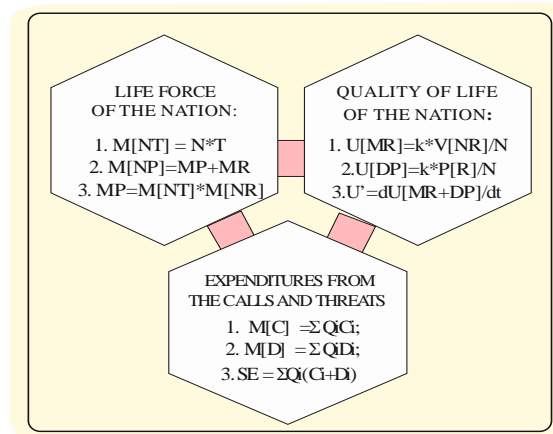 LIFE FORCE
OF THE NATION:
1. M[NT] = N*T
2. M[NP]=MP+MR
3. MP=M[NT]*M[NR]
QUALITY OF LIFE
OF THE NATION:
1. U[MR]=k*V[NR]/N
2.U[DP]=k*P[R]/N
3.U’=dU[MR+DP]/dt
EXPENDITURES FROM
THE CALLS AND THREATS
1. M[C] =ΣQiCi;
2. M[D] =ΣQiDi;
3. SE=ΣQi(Ci+Di)